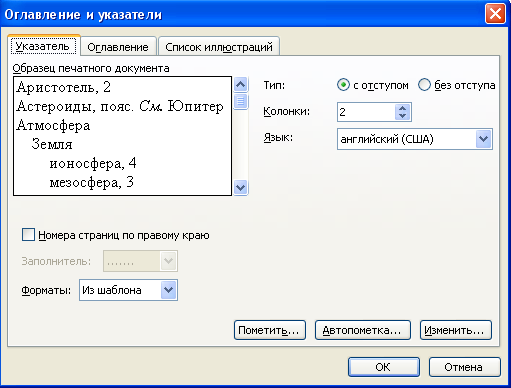 Оглавление и указатели
Указатель Оглавление Список иллюстраций
Образец печатного документа
Аристотель, 2
Астероиды, пояс. См. Юпитер
Атмосфера
Земля
ионосфера, 4
мезосфера, 3
Тип: с отступом без отступа
Колонки: 2
Язык: английский (США)
Номера страниц по правому краю
Заполнитель: .......
Форматы: Из шаблона
Пометить... Автопометка... Изменить...
ОК Отмена